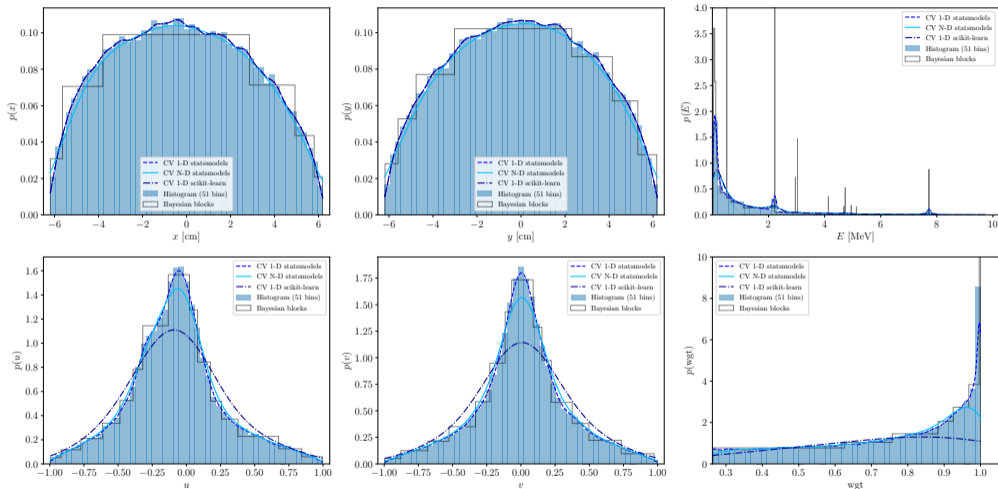 p(x)
0.10
0.08
0.06
0.04
0.02
0.00
CV 1-D statsmodels
CV N-D statsmodels
CV 1-D scikit-learn
Histogram (51 bins)
Bayesian blocks
−6 −3 0 3 6
x [cm]
p(y)
0.10
0.08
0.06
0.04
0.02
0.00
CV 1-D statsmodels
CV N-D statsmodels
CV 1-D scikit-learn
Histogram (51 bins)
Bayesian blocks
−6 −3 0 3 6
y [cm]
p(E)
4.0
3.5
3.0
2.5
2.0
1.5
1.0
0.5
0.0
CV 1-D statsmodels
CV N-D statsmodels
CV 1-D scikit-learn
Histogram (51 bins)
Bayesian blocks
2 4 6 8 10
E [MeV]
p(u)
1.6
1.4
1.2
1.0
0.8
0.6
0.4
0.2
0.0
CV 1-D statsmodels
CV N-D statsmodels
CV 1-D scikit-learn
Histogram (51 bins)
Bayesian blocks
−1.00 −0.75 −0.50 −0.25 0.00 0.25 0.50 0.75 1.00
u
p(v)
1.75
1.50
1.25
1.00
0.75
0.50
0.25
0.00
CV 1-D statsmodels
CV N-D statsmodels
CV 1-D scikit-learn
Histogram (51 bins)
Bayesian blocks
−1.00 −0.75 −0.50 −0.25 0.00 0.25 0.50 0.75 1.00
v
p(wgt)
10
8
6
4
2
0
CV 1-D statsmodels
CV N-D statsmodels
CV 1-D scikit-learn
Histogram (51 bins)
Bayesian blocks
0.3 0.4 0.5 0.6 0.7 0.8 0.9 1.0
wgt